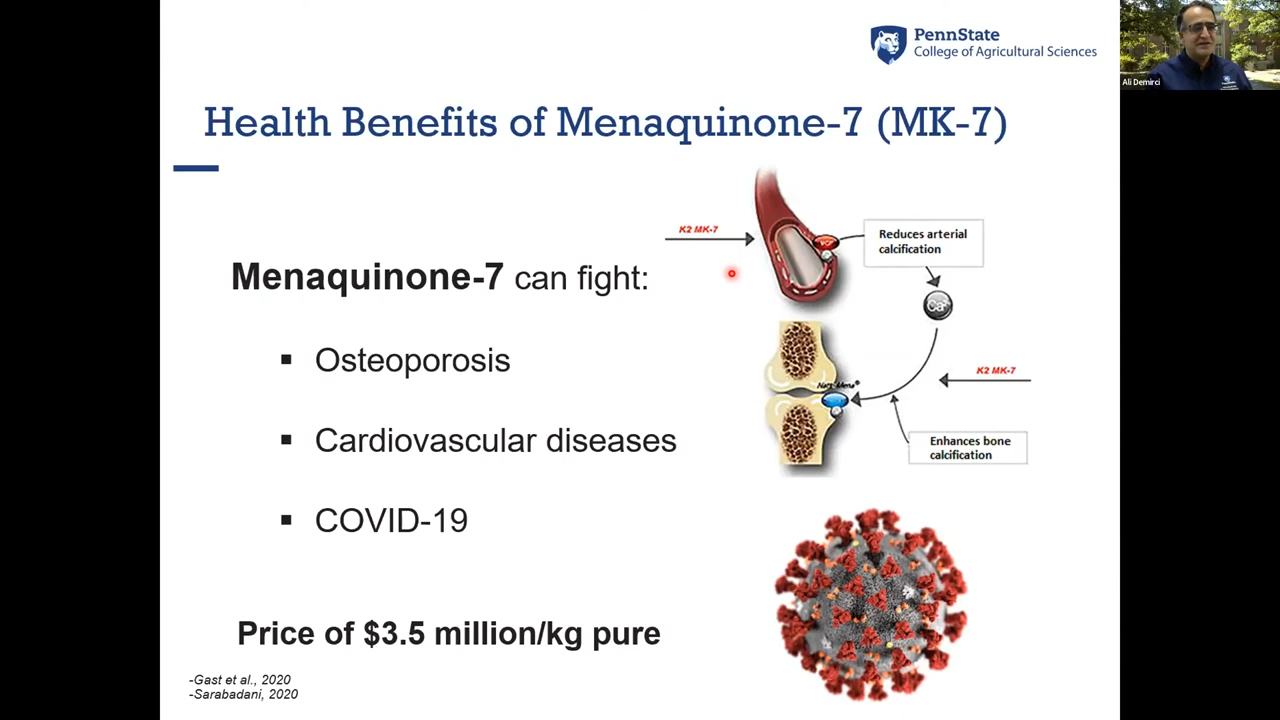 PennState
College of Agricultural Sciences
Ali Demirci
Health Benefits of Menaquinone-7 (MK-7)
K2 MK-7
Reduces arterial
calcification
Menaquinone-7 can fight:
Ca
▪ Osteoporosis
K2 MK-7
▪ Cardiovascular diseases
Enhances bone
calcification
▪ COVID-19
Price of $3.5 million/kg pure
-Gast et al., 2020
-Sarabadani, 2020